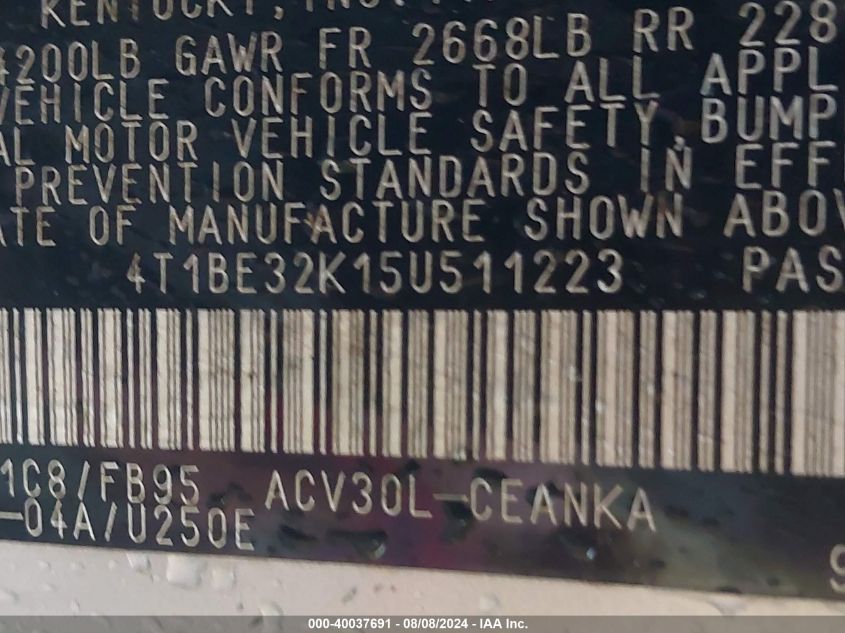 KENTUCKY, INC.
4200LB GAWR FR 2668LB RR 228
VEHICLE CONFORMS TO ALL APPL
AL MOTOR VEHICLE SAFETY, BUMP
PREVENTION STANDARDS IN EFF
ATE OF MANUFACTURE SHOWN ABOV
4T1BE32K15U511223 PAS
1C8/FB95 ACV30L-CEANKA
-04A/U250E
9
000-40037691 - 08/08/2024 - IAA Inc.